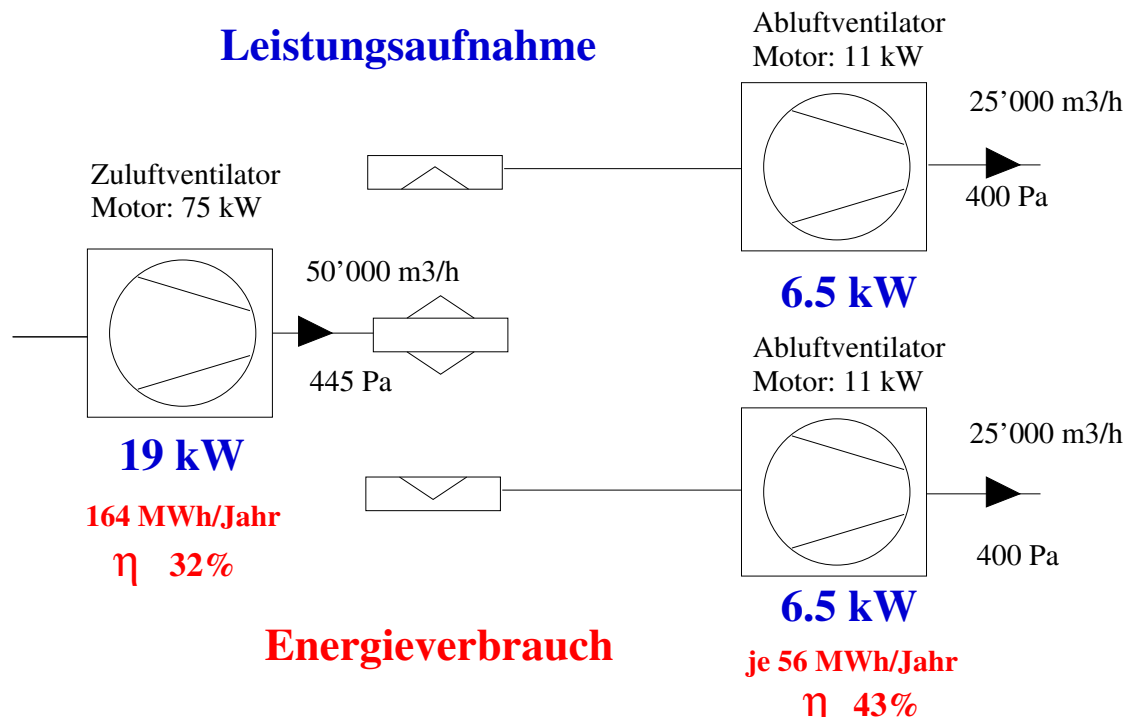 Leistungsaufnahme
Abluftventilator
Motor: 11 kW
25’000 m3/h
400 Pa
6.5 kW
Zuluftventilator
Motor: 75 kW
50’000 m3/h
445 Pa
19 kW
164 MWh/Jahr
η 32%
Abluftventilator
Motor: 11 kW
25’000 m3/h
400 Pa
6.5 kW
je 56 MWh/Jahr
η 43%
Energieverbrauch